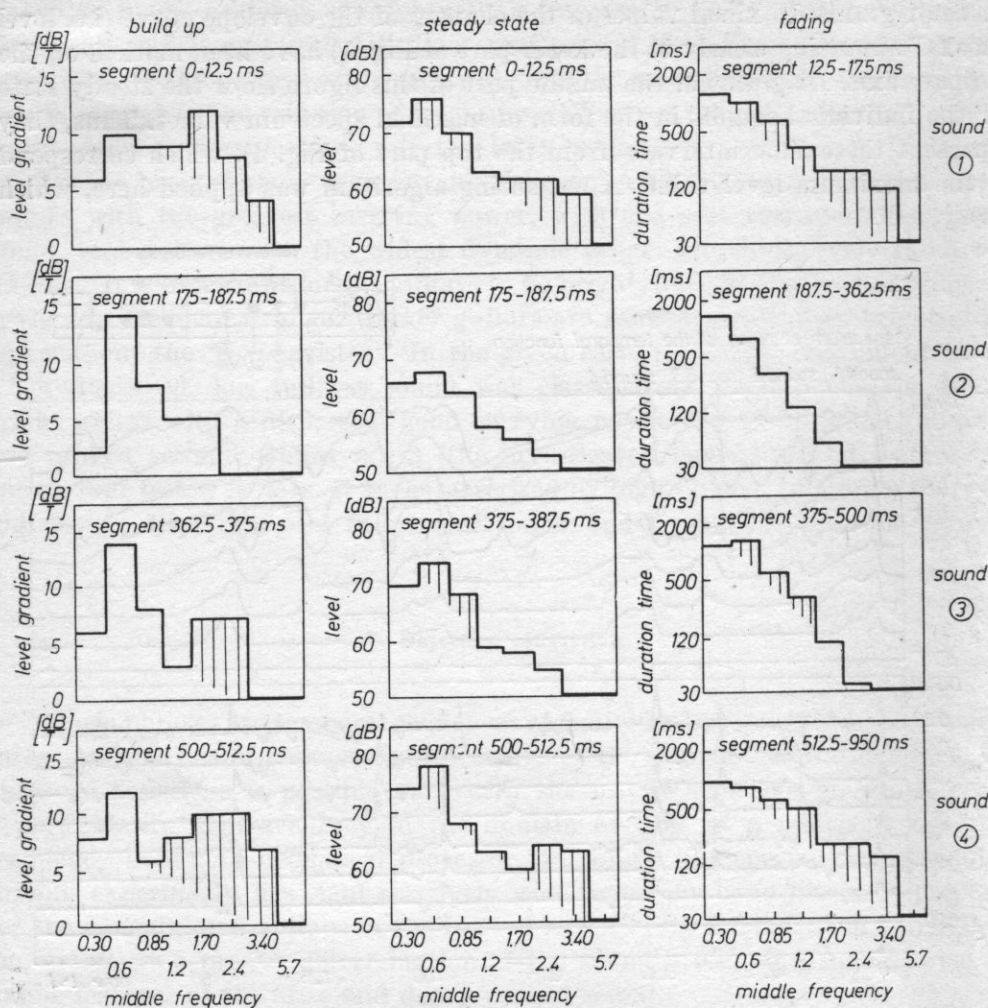 build up
steady state
fading
[dB]
[T]
segment 0-12.5 ms
15
10
5
0
level gradient
[dB]
segment 0-12.5 ms
80
70
60
50
level
[ms]
segment 12.5-17.5 ms
2000
500
120
30
duration time
sound
①
[dB]
[T]
segment 175-187.5 ms
15
10
5
0
level gradient
[dB]
segment 175-187.5 ms
80
70
60
50
level
[ms]
segment 187.5-362.5 ms
2000
500
120
30
duration time
sound
②
[dB]
[T]
segment 362.5-375 ms
15
10
5
0
level gradient
[dB]
segment 375-387.5 ms
80
70
60
50
level
[ms]
segment 375-500 ms
2000
500
120
30
duration time
sound
③
[dB]
[T]
segment 500-512.5 ms
15
10
5
0
level gradient
[dB]
segment 500-512.5 ms
80
70
60
50
level
[ms]
segment 512.5-950 ms
2000
500
120
30
duration time
sound
④
0.30 0.85 1,70 3,40
0.6 1.2 2.4 5.7
middle frequency
0.30 0.85 1.70 3.40
0.6 1.2 2.4 5.7
middle frequency
0.30 0.85 1.70 3,40
0.6 1.2 2.4 5.7
middle frequency